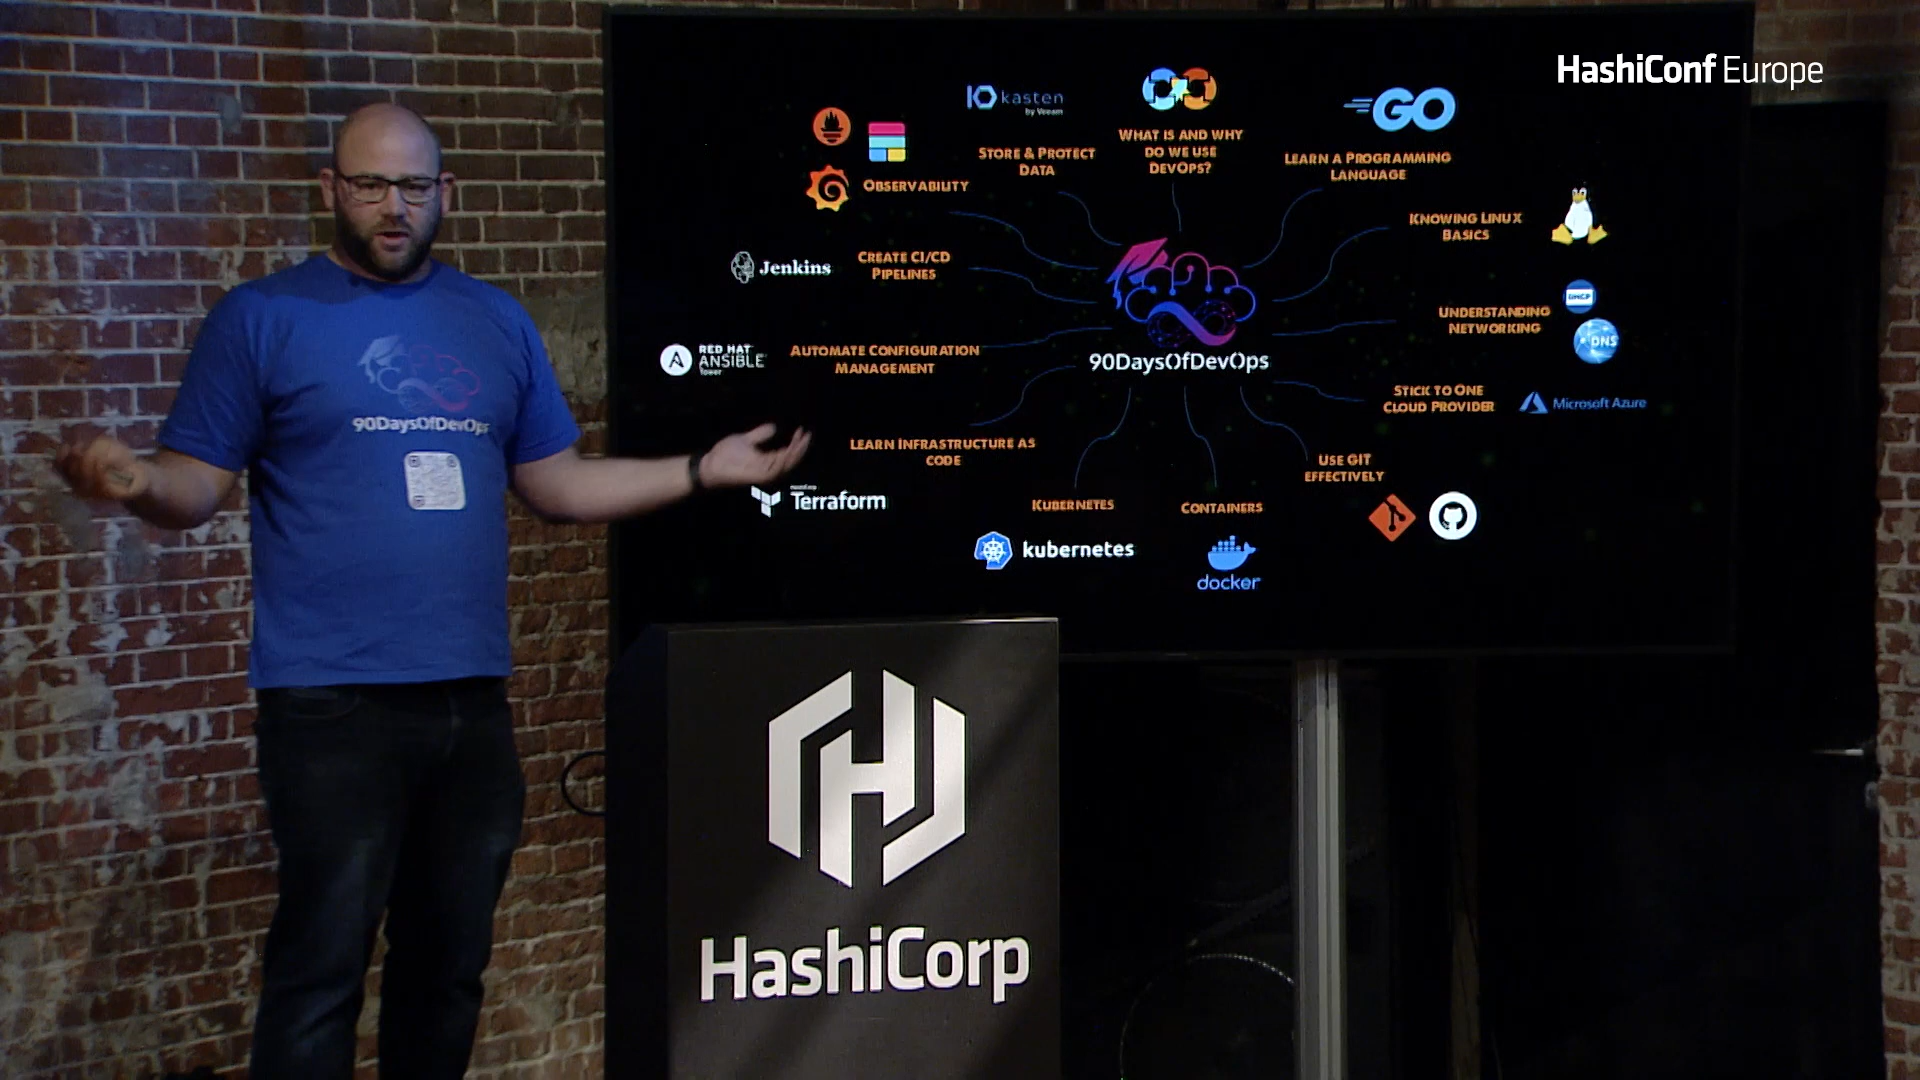 HashiConf Europe
kasten
by Veeam
STORE & PROTECT
DATA
WHAT IS AND WHY
DO WE USE
DEVOPS?
GO
LEARN A PROGRAMMING
LANGUAGE
OBSERVABILITY
KNOWING LINUX
BASICS
Jenkins
CREATE CI/CD
PIPELINES
DHCP
UNDERSTANDING
NETWORKING
DNS
RED HAT
ANSIBLE
Tower
AUTOMATE CONFIGURATION
MANAGEMENT
90DaysOfDevOps
STICK TO ONE
CLOUD PROVIDER
Microsoft Azure
LEARN INFRASTRUCTURE AS
CODE
Terraform
USE GIT
EFFECTIVELY
KUBERNETES
kubernetes
CONTAINERS
docker
90DaysOfDevOps
HashiCorp